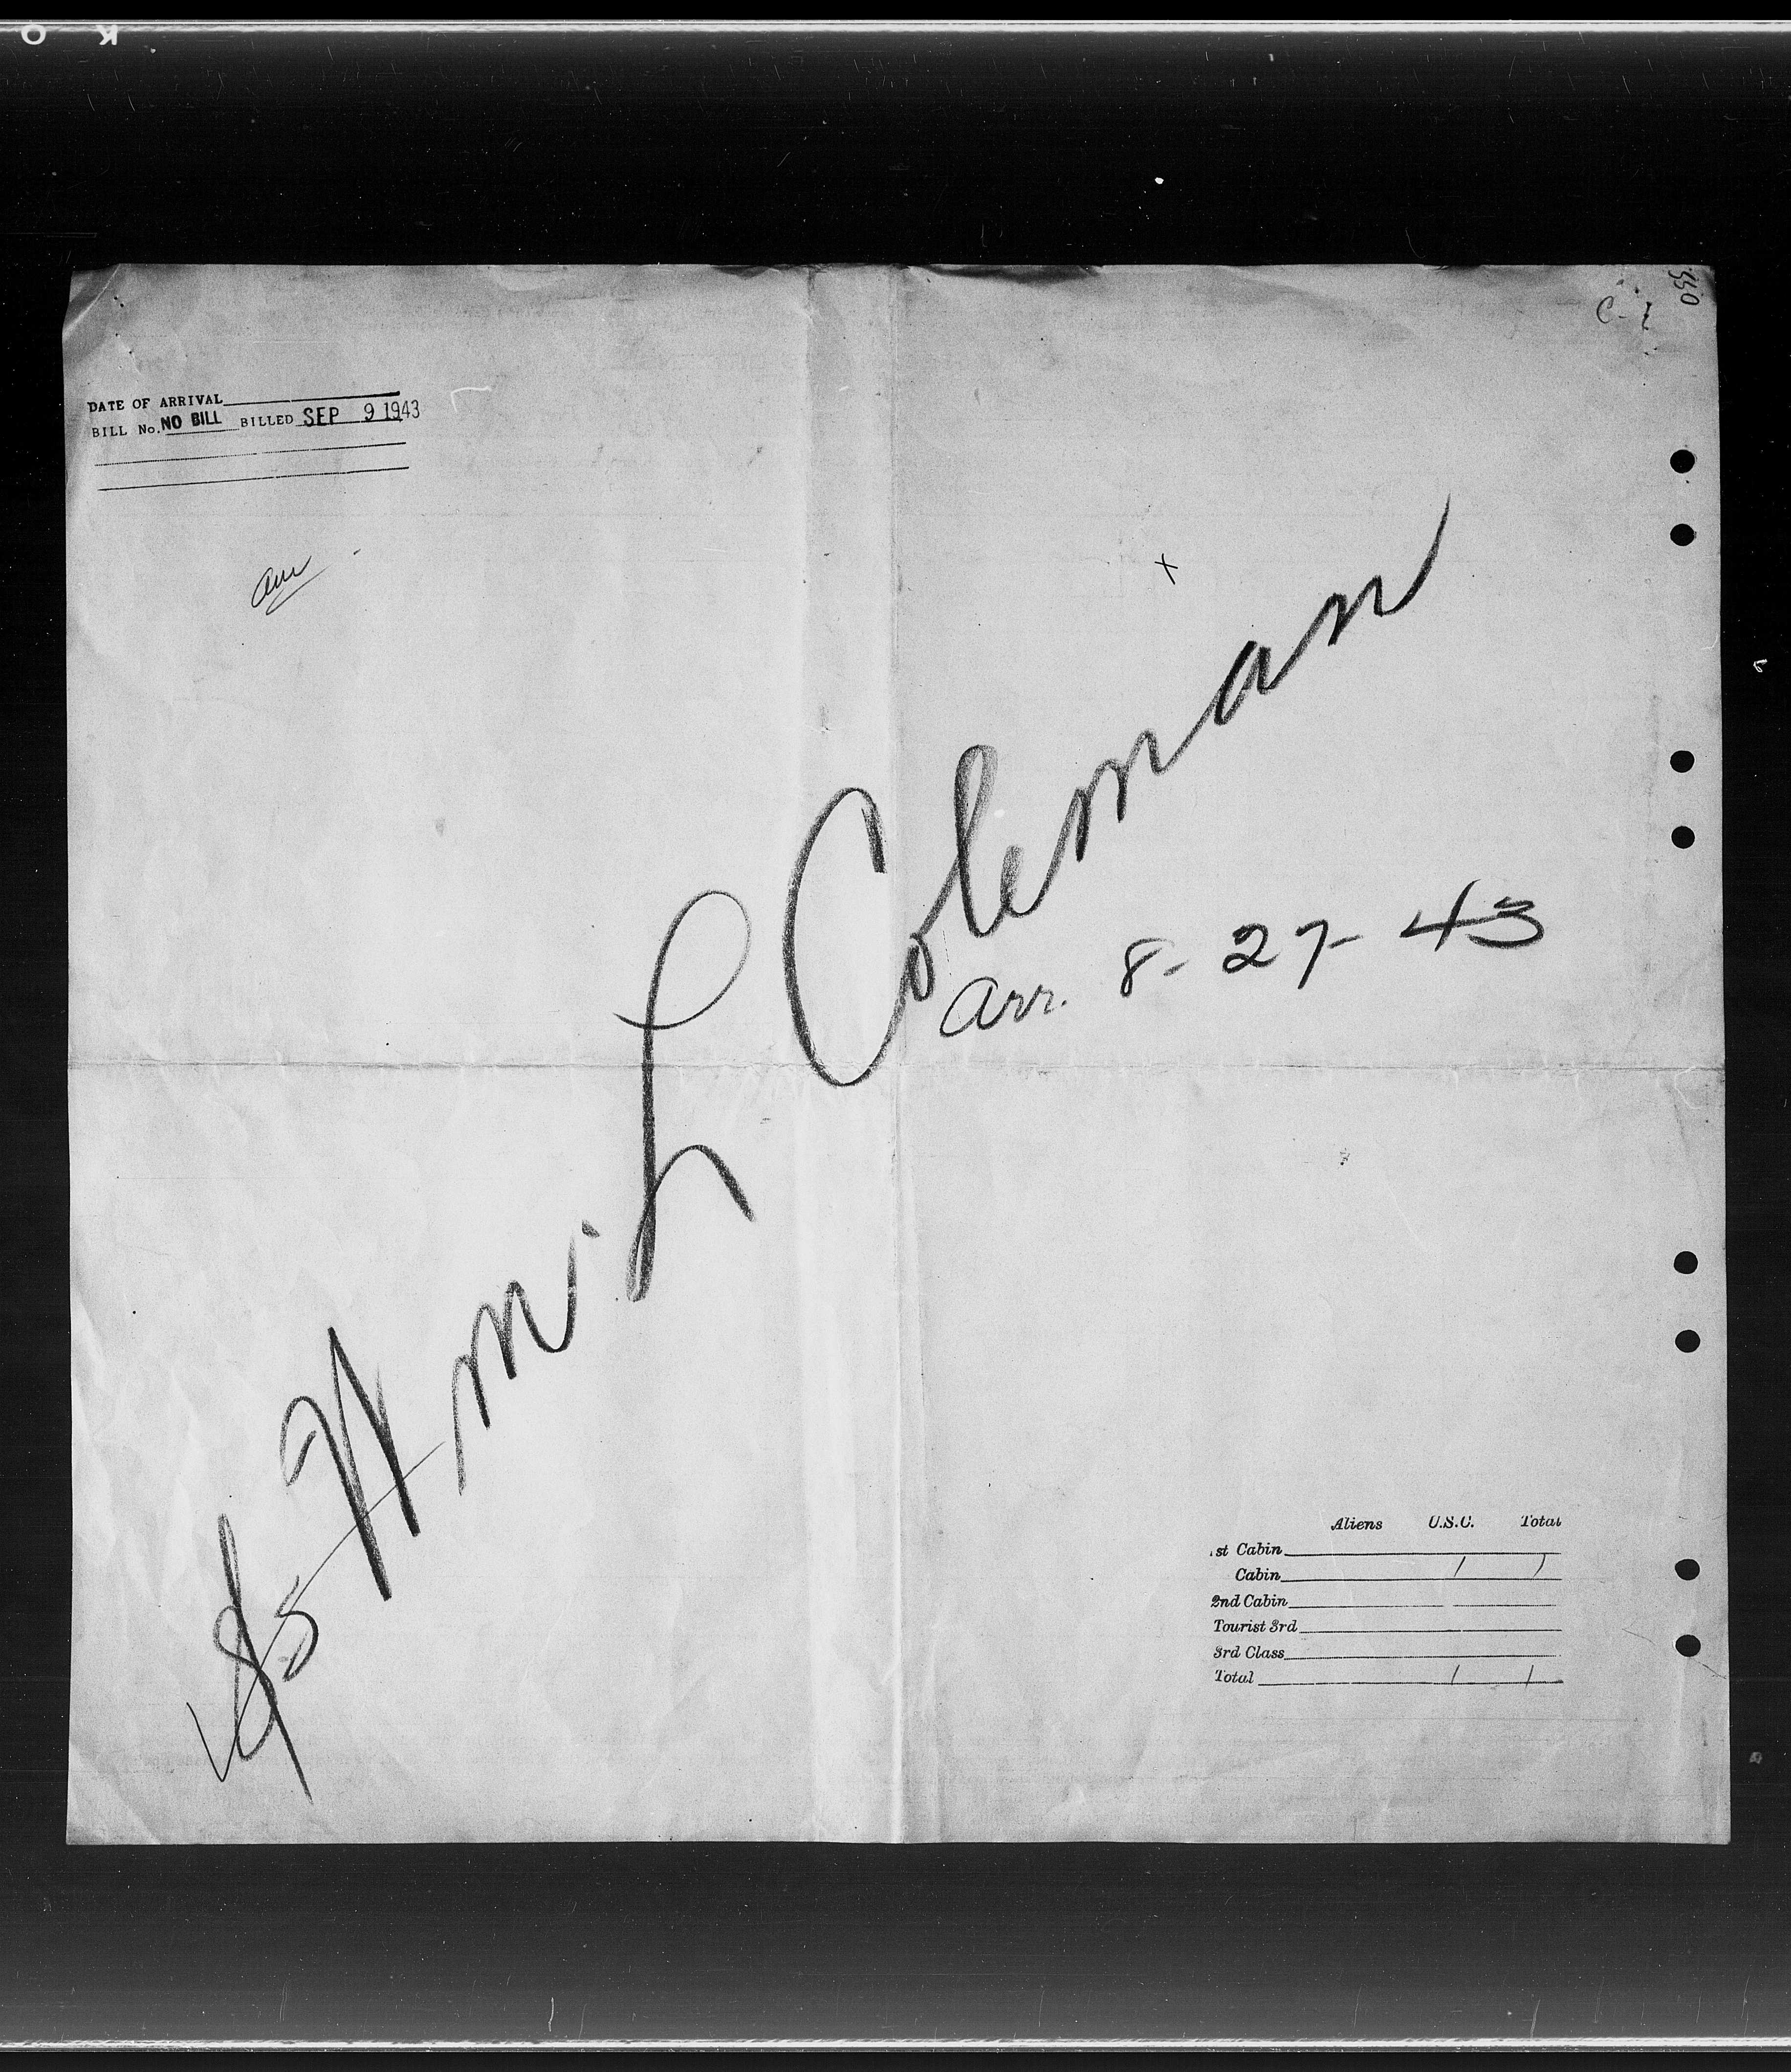 C-1
DATE OF ARRIVAL
BILL No. NO BILL BILLED SEP 9 1943
SS Wm. L Coleman
arr. 8-27-43
Aliens U.S.C. Total
1st Cabin
Cabin 1 1
2nd Cabin
Tourist 3rd
3rd Class
Total 1 1